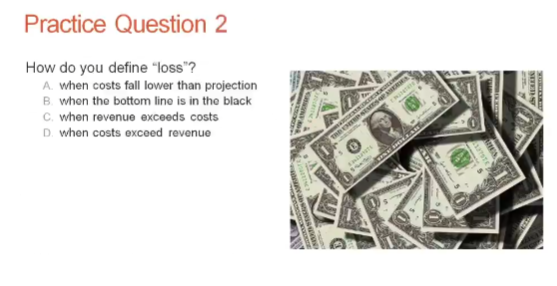 Practice Question 2
How do you define "loss"?
A. when costs fall lower than projection
B. when the bottom line is in the black
C. when revenue exceeds costs
D. when costs exceed revenue